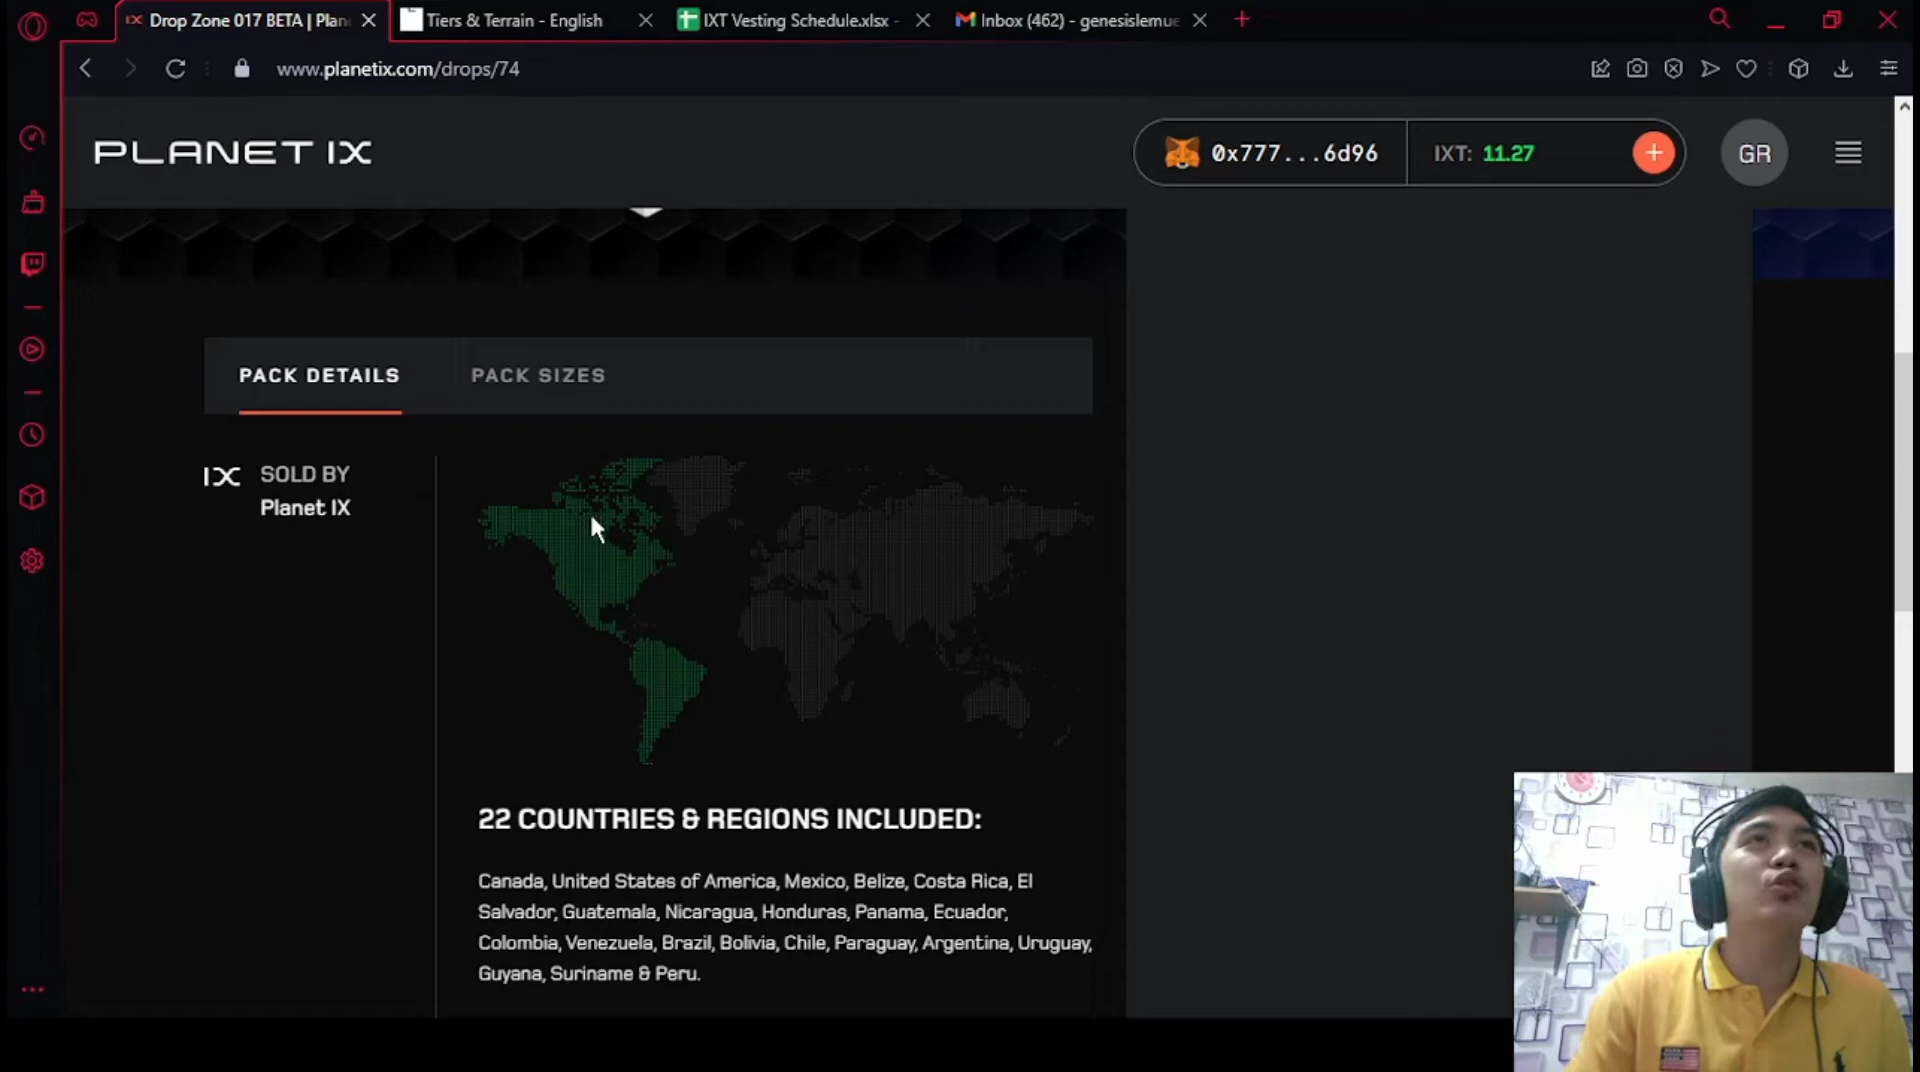 Drop Zone 017 BETA | Plan
Tiers & Terrain - English
IXT Vesting Schedule.xlsx -
Inbox (462) - genesislemue
www.planetix.com/drops/74
PLANET IX
0x777...6d96
IXT: 11.27
GR
PACK DETAILS
PACK SIZES
IX
SOLD BY
Planet IX
22 COUNTRIES & REGIONS INCLUDED:
Canada, United States of America, Mexico, Belize, Costa Rica, El
Salvador, Guatemala, Nicaragua, Honduras, Panama, Ecuador,
Colombia, Venezuela, Brazil, Bolivia, Chile, Paraguay, Argentina, Uruguay,
Guyana, Suriname & Peru.